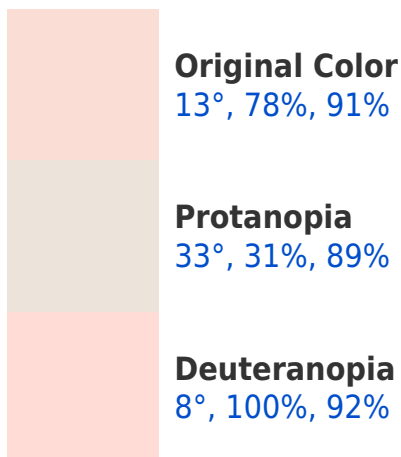 Original Color
13°, 78%, 91%
Protanopia
33°, 31%, 89%
Deuteranopia
8°, 100%, 92%